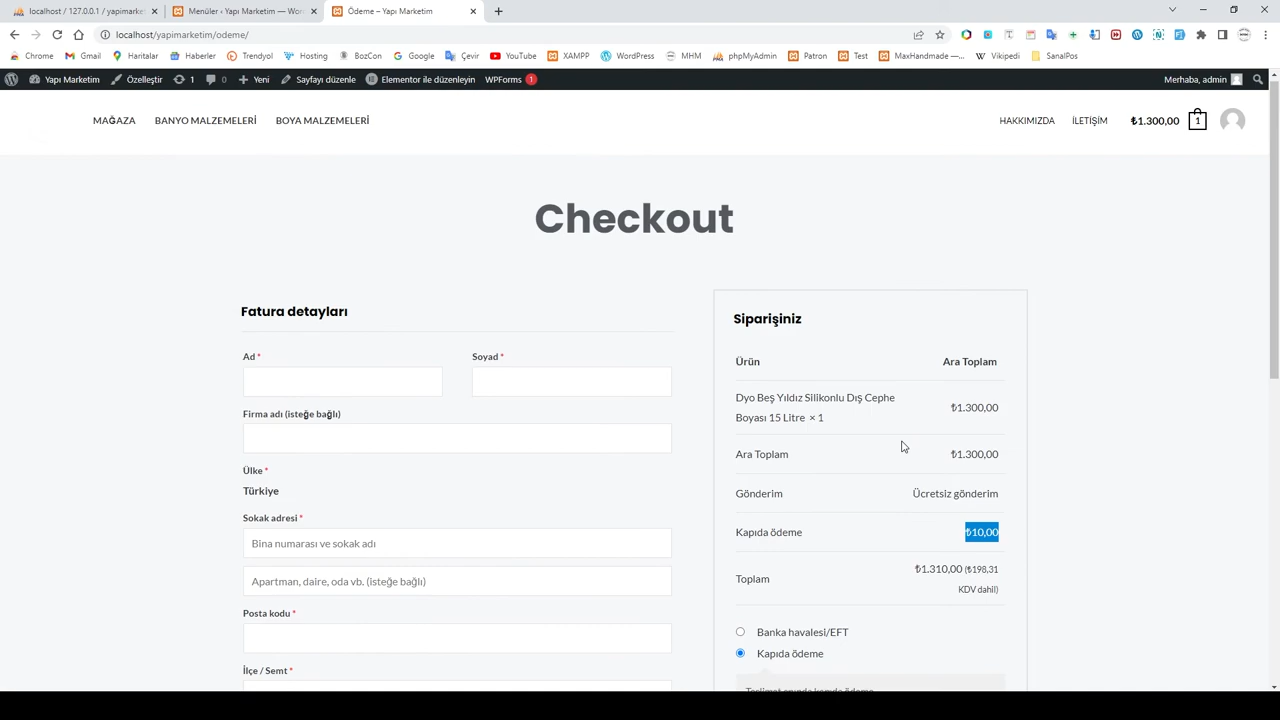 localhost / 127.0.0.1 / yapimarke
Menüler ‹ Yapı Marketim — Wor
Ödeme – Yapı Marketim
localhost/yapimarketim/odeme/
Chrome
Gmail
Haritalar
Haberler
Trendyol
Hosting
BozCon
Google
Çevir
YouTube
XAMPP
WordPress
MHM
phpMyAdmin
Patron
Test
MaxHandmade —...
Vikipedi
SanalPos
Yapı Marketim
Özelleştir
1
0
Yeni
Sayfayı düzenle
Elementor ile düzenleyin
WPForms 1
Merhaba, admin
MAĞAZA
BANYO MALZEMELERİ
BOYA MALZEMELERİ
HAKKIMIZDA
İLETİŞİM
₺1.300,00
1
Checkout
Fatura detayları
Ad *
Soyad *
Firma adı (isteğe bağlı)
Ülke *
Türkiye
Sokak adresi *
Bina numarası ve sokak adı
Apartman, daire, oda vb. (isteğe bağlı)
Posta kodu *
İlçe / Semt *
Siparişiniz
Ürün Ara Toplam
Dyo Beş Yıldız Silikonlu Dış Cephe
Boyası 15 Litre × 1
₺1.300,00
Ara Toplam ₺1.300,00
Gönderim Ücretsiz gönderim
Kapıda ödeme ₺10,00
Toplam ₺1.310,00 (₺198,31
KDV dahil)
Banka havalesi/EFT
Kapıda ödeme
Teslimat anında kapıda ödeme.